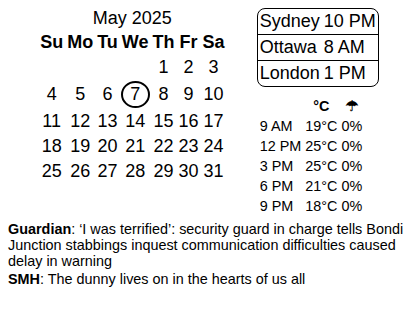 May 2025
Su Mo Tu We Th Fr Sa
1 2 3
4 5 6 7 8 9 10
11 12 13 14 15 16 17
18 19 20 21 22 23 24
25 26 27 28 29 30 31
Sydney 10 PM
Ottawa 8 AM
London 1 PM
°C ☂
9 AM 19°C 0%
12 PM 25°C 0%
3 PM 25°C 0%
6 PM 21°C 0%
9 PM 18°C 0%
Guardian: ‘I was terrified’: security guard in charge tells Bondi
Junction stabbings inquest communication difficulties caused
delay in warning
SMH: The dunny lives on in the hearts of us all